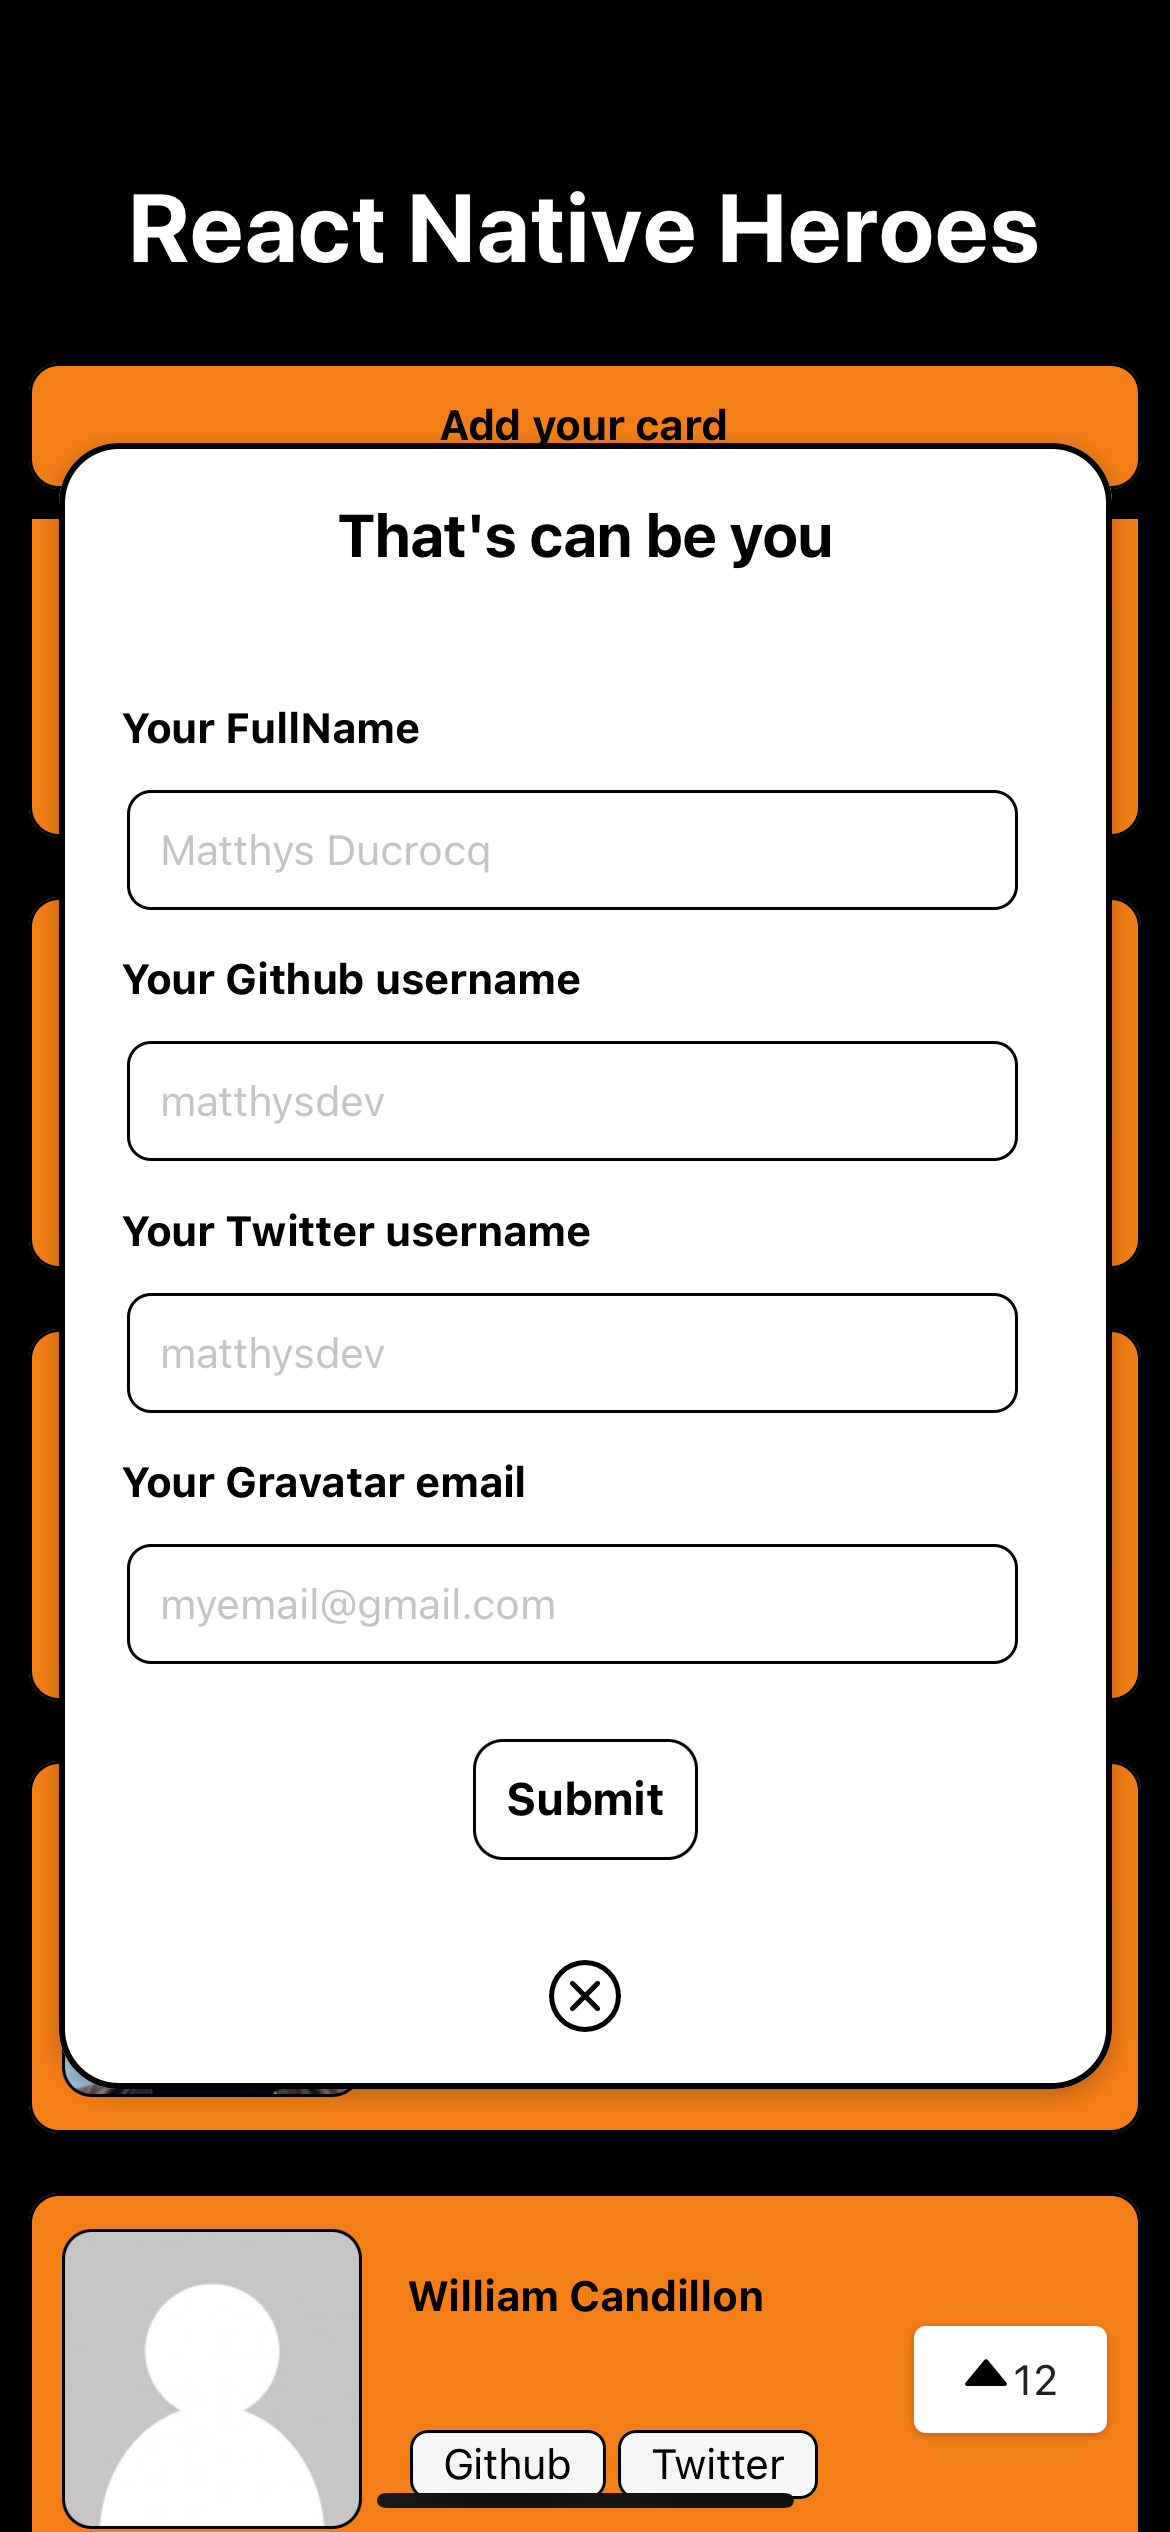 React Native Heroes
Add your card
That's can be you
Your FullName
Matthys Ducrocq
Your Github username
matthysdev
Your Twitter username
matthysdev
Your Gravatar email
myemail@gmail.com
Submit
William Candillon
12
Github
Twitter